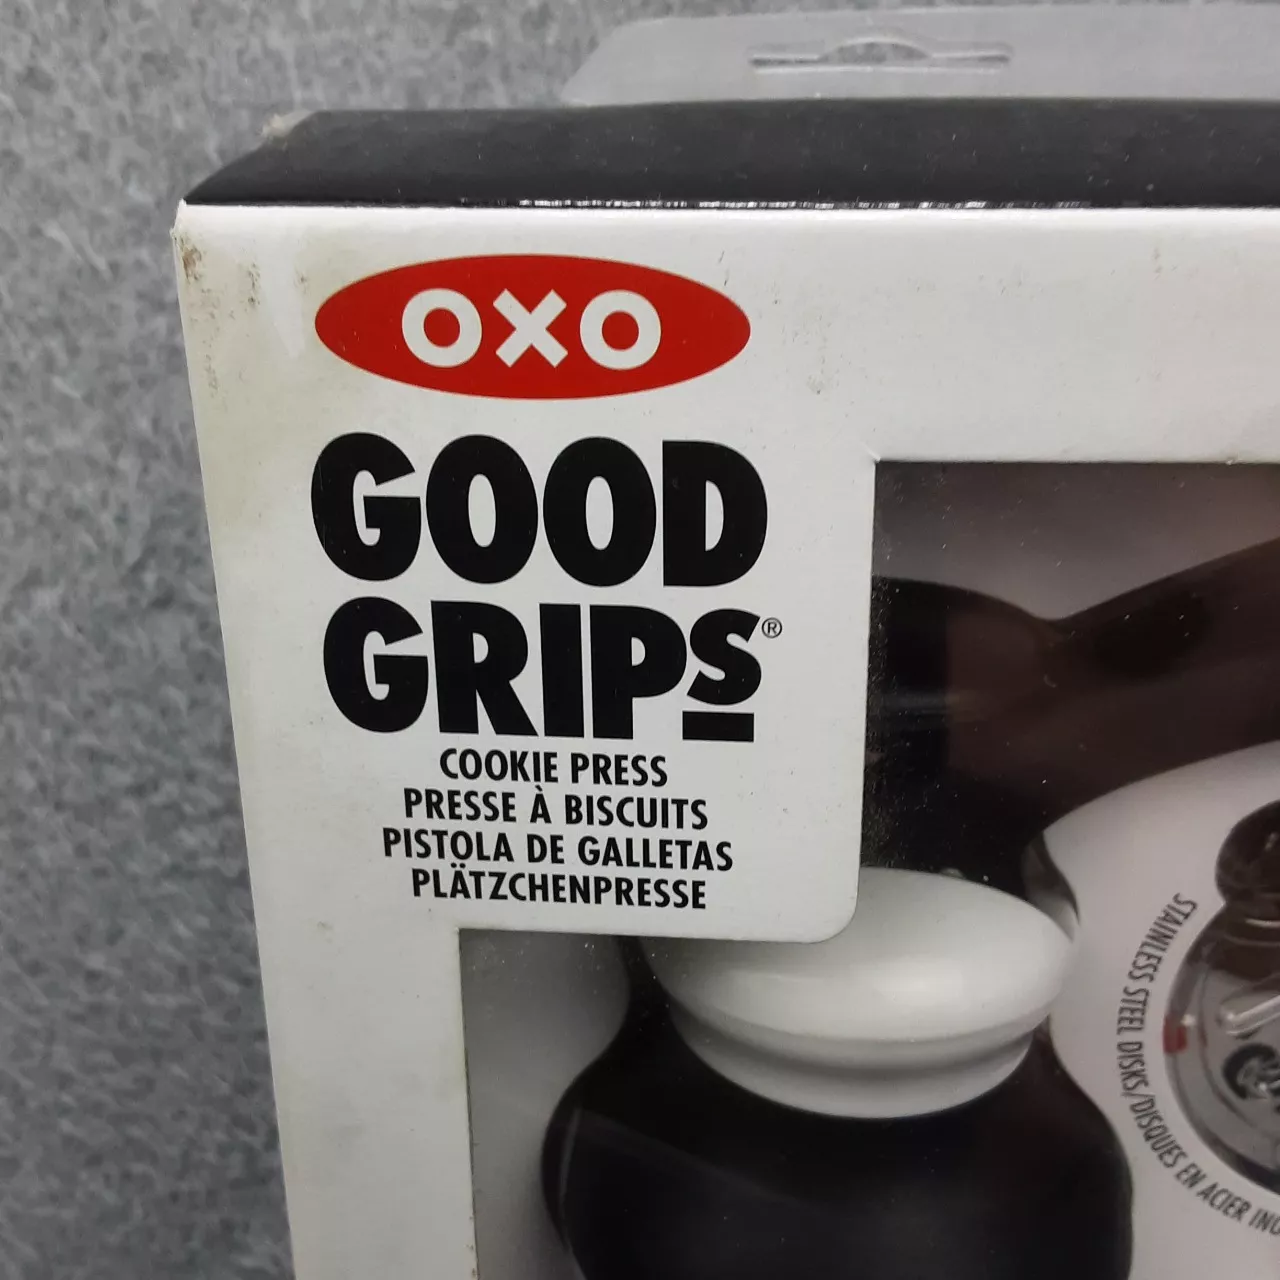 OXO
GOOD
GRIPS®
COOKIE PRESS
PRESSE À BISCUITS
PISTOLA DE GALLETAS
PLÄTZCHENPRESSE
STAINLESS STEEL DISKS/DISQUES EN ACIER